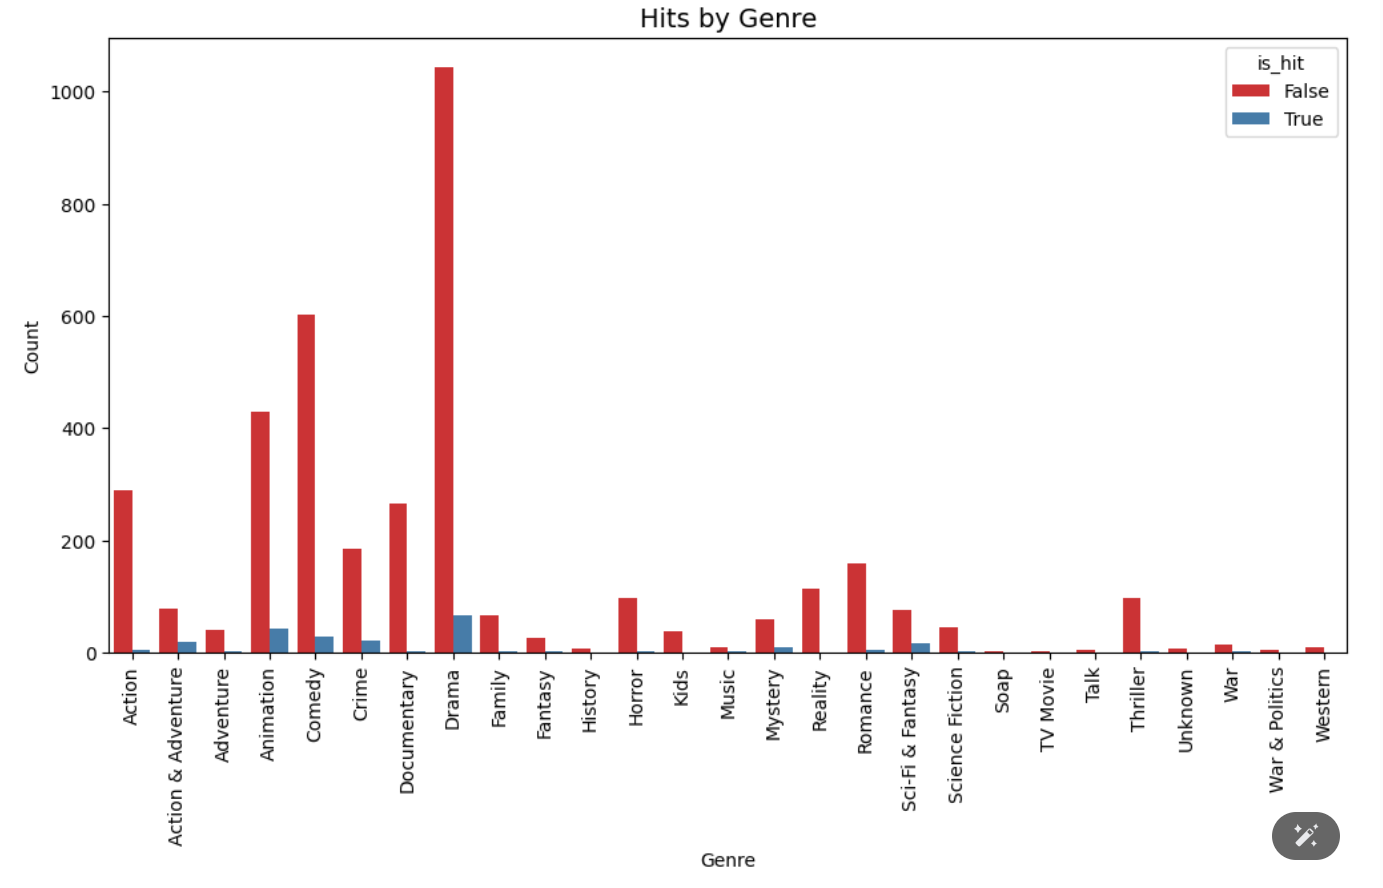 Hits by Genre
is_hit
False
True
1000
800
600
400
200
0
Count
Action
Action & Adventure
Adventure
Animation
Comedy
Crime
Documentary
Drama
Family
Fantasy
History
Horror
Kids
Music
Mystery
Reality
Romance
Sci-Fi & Fantasy
Science Fiction
Soap
TV Movie
Talk
Thriller
Unknown
War
War & Politics
Western
Genre